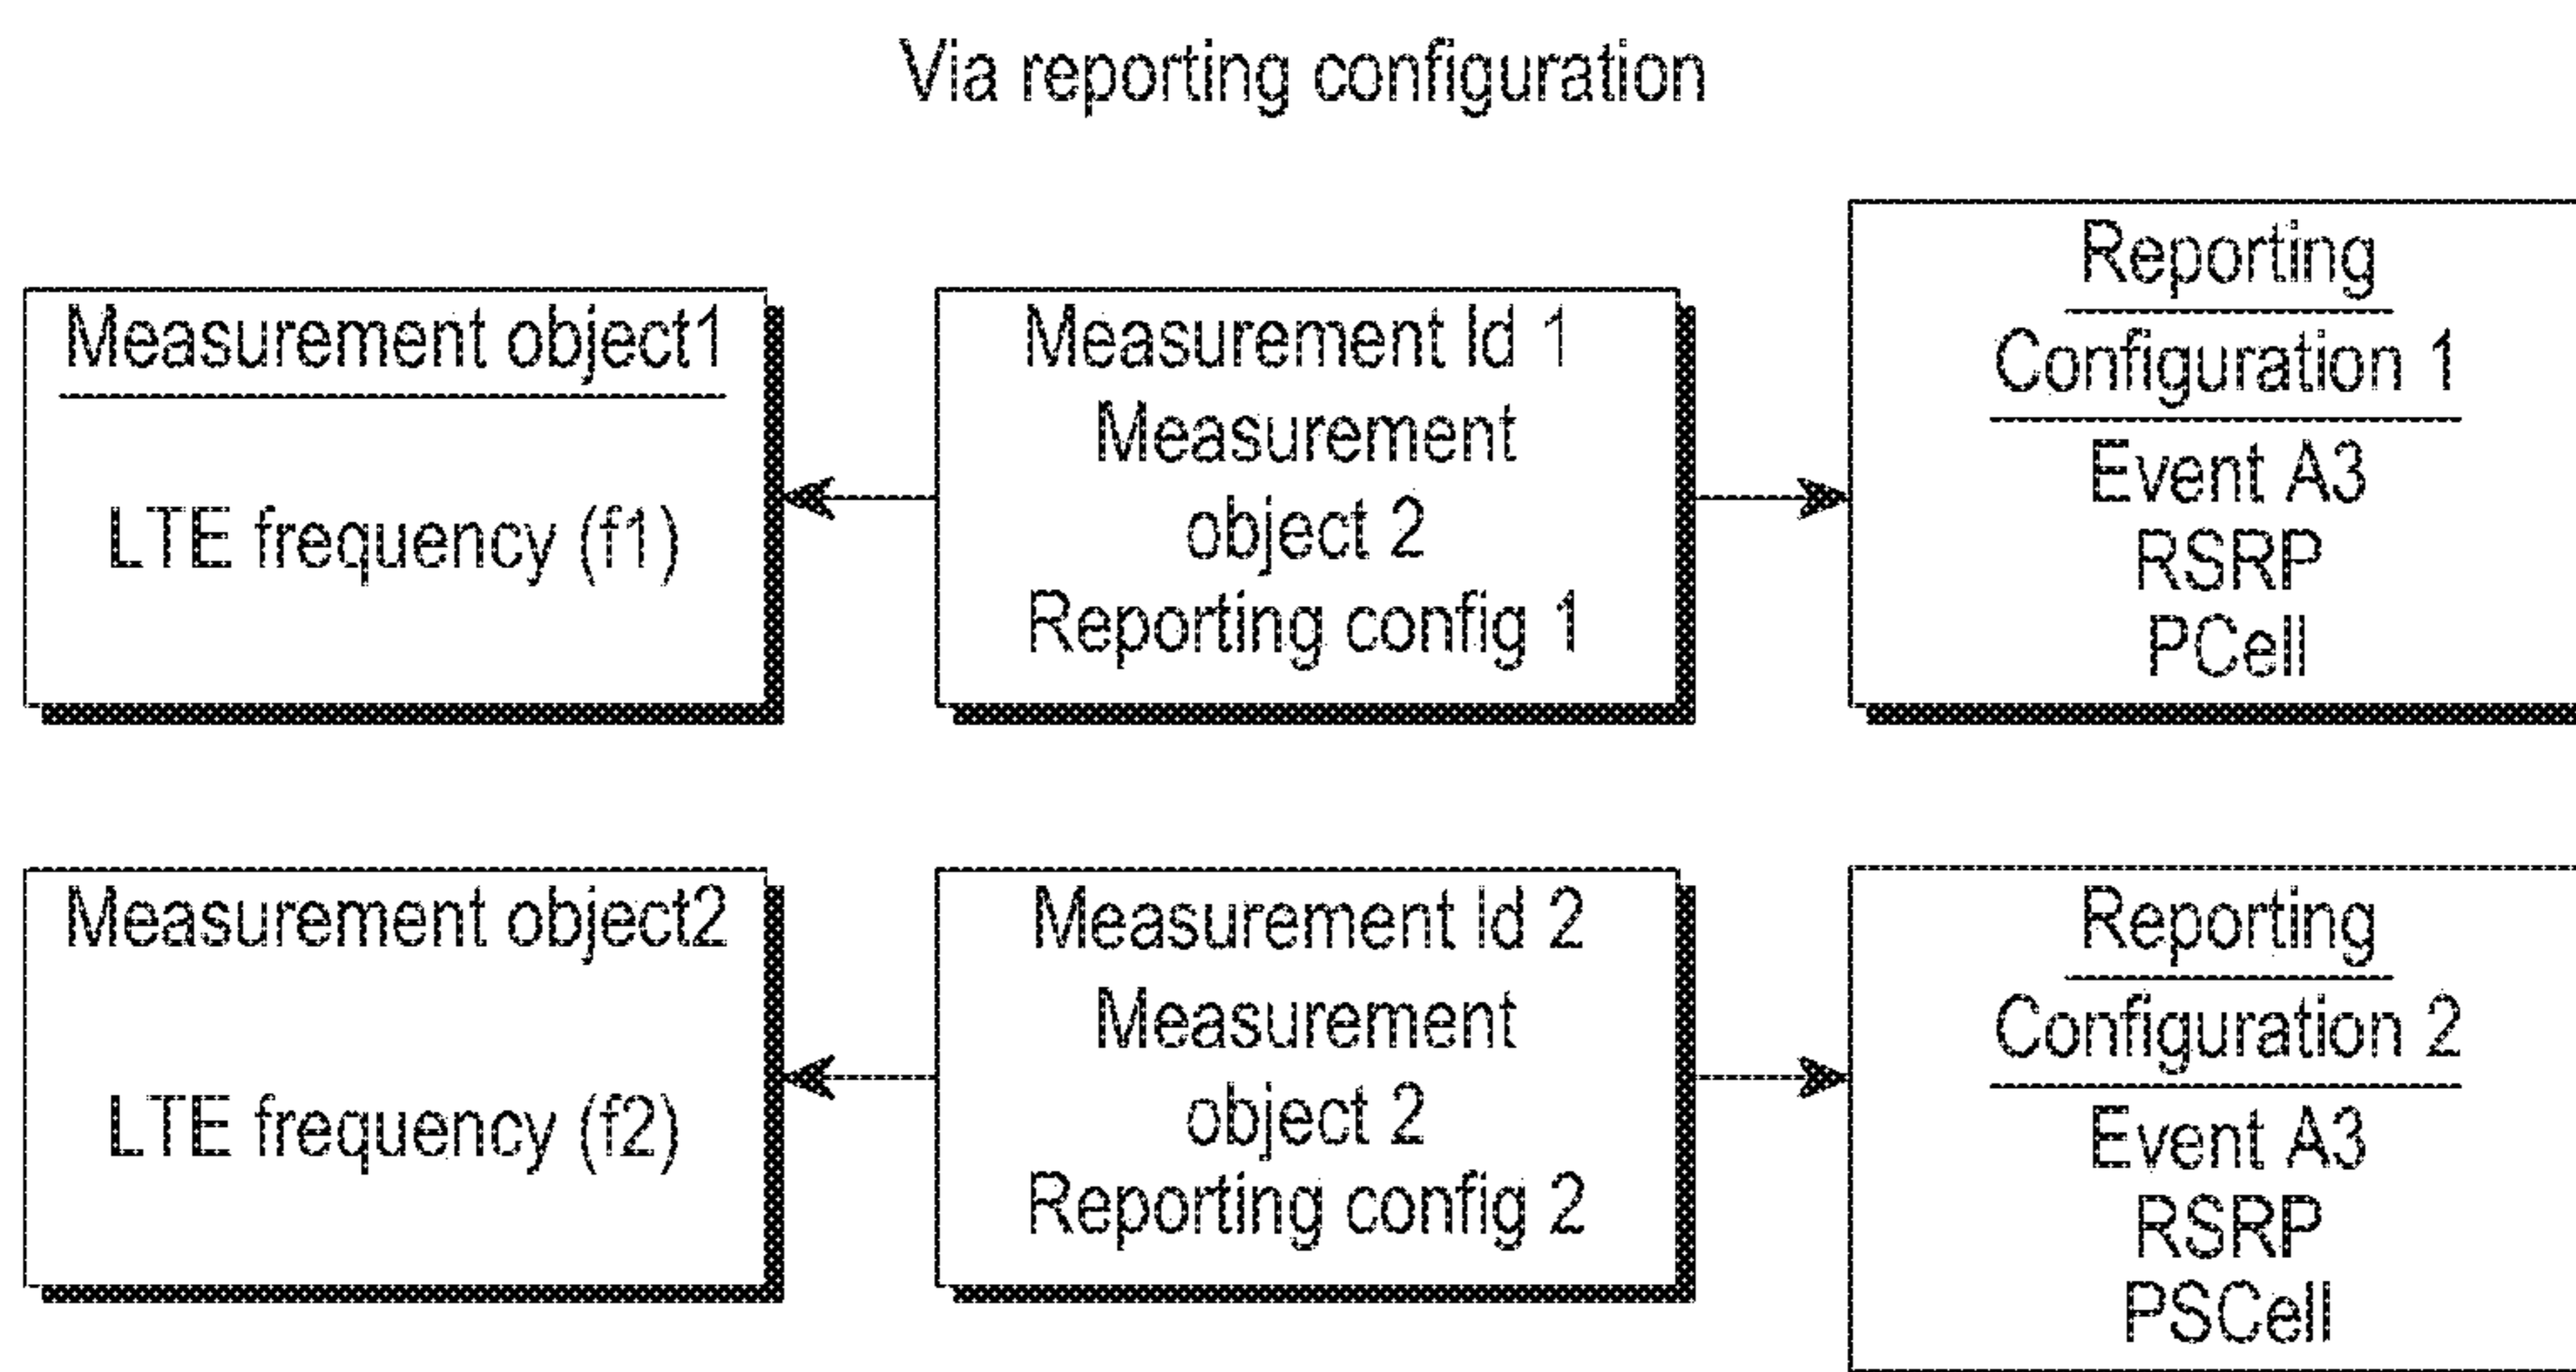 Via reporting configuration
Measurement object1
LTE frequency (f1)
Measurement Id 1
Measurement
object 2
Reporting config 1
Reporting
Configuration 1
Event A3
RSRP
PCell
Measurement object2
LTE frequency (f2)
Measurement Id 2
Measurement
object 2
Reporting config 2
Reporting
Configuration 2
Event A3
RSRP
PSCell